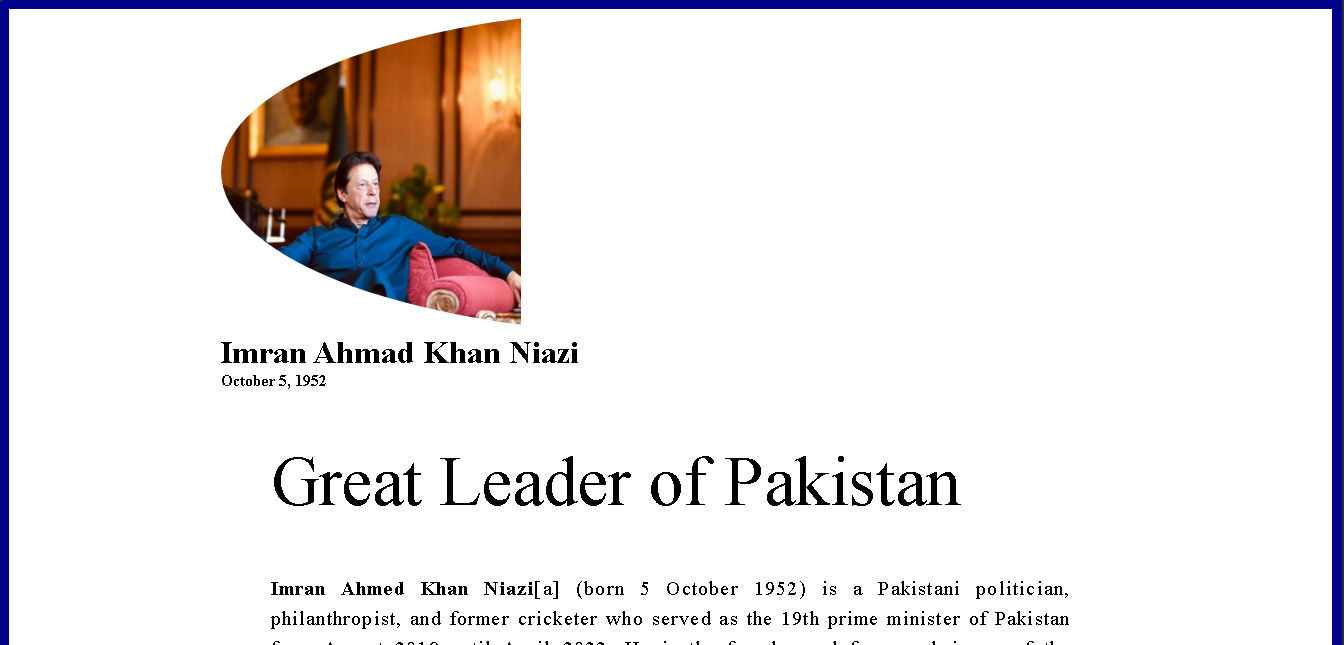 Imran Ahmad Khan Niazi
October 5, 1952
Great Leader of Pakistan
Imran Ahmed Khan Niazi[a] (born 5 October 1952) is a Pakistani politician,
philanthropist, and former cricketer who served as the 19th prime minister of Pakistan